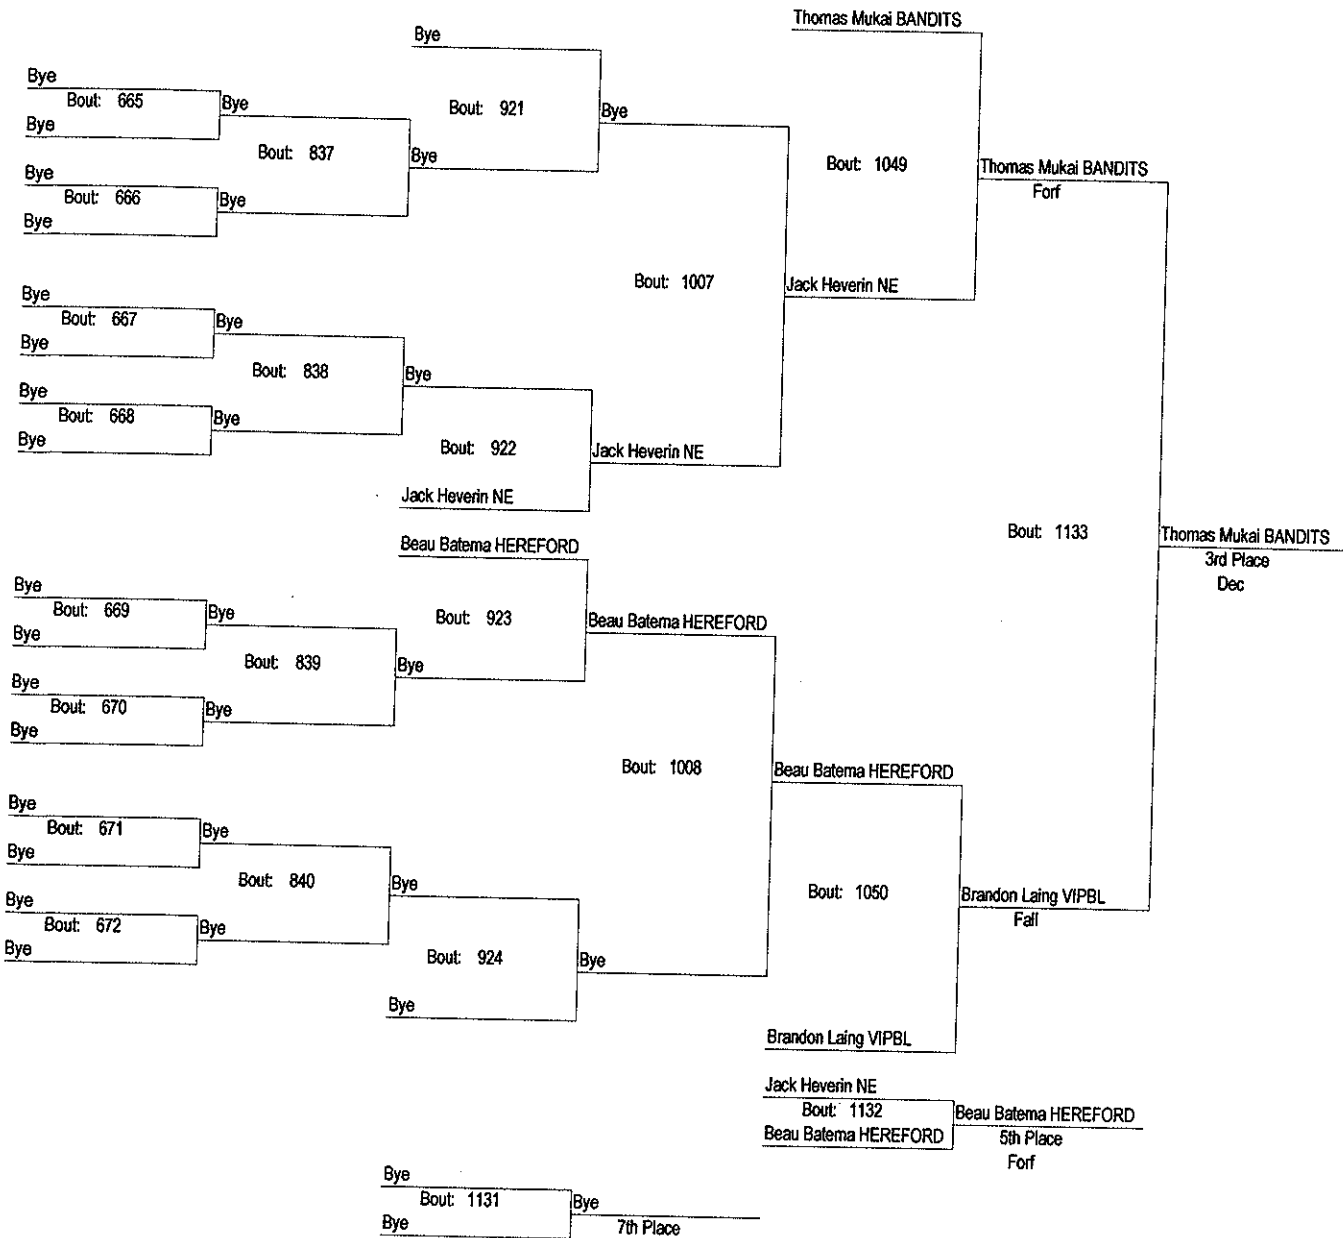 Thomas Mukai BANDITS
Bye
Bye
Bout: 665
Bye
Bout: 921
Bye
Bye
Bout: 837
Bye
Bout: 1049
Thomas Mukai BANDITS
Forf
Bye
Bout: 666
Bye
Bye
Bout: 1007
Jack Heverin NE
Bye
Bout: 667
Bye
Bye
Bout: 838
Bye
Bye
Bout: 668
Bye
Bye
Bout: 922
Jack Heverin NE
Jack Heverin NE
Bout: 1133
Thomas Mukai BANDITS
3rd Place
Dec
Beau Batema HEREFORD
Bye
Bout: 669
Bye
Bout: 923
Beau Batema HEREFORD
Bye
Bout: 839
Bye
Bye
Bout: 670
Bye
Bye
Bout: 1008
Beau Batema HEREFORD
Bye
Bout: 671
Bye
Bye
Bout: 840
Bye
Bout: 1050
Brandon Laing VIPBL
Fall
Bye
Bout: 672
Bye
Bye
Bout: 924
Bye
Bye
Brandon Laing VIPBL
Jack Heverin NE
Bout: 1132
Beau Batema HEREFORD
Beau Batema HEREFORD
5th Place
Forf
Bye
Bout: 1131
Bye
Bye
7th Place